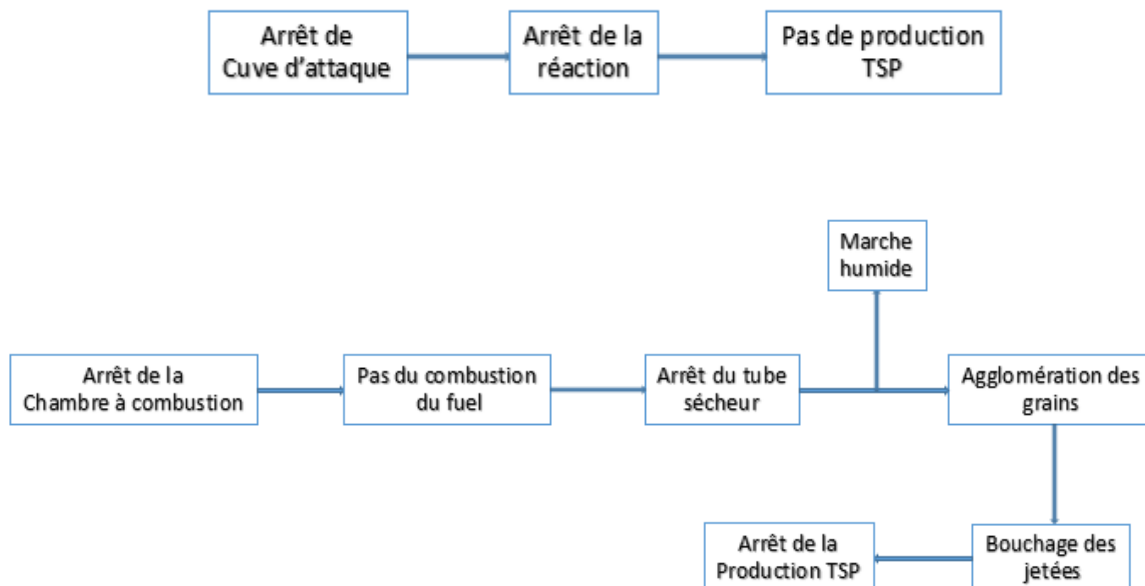 Arrêt de
Cuve d'attaque
Arrêt de la
réaction
Pas de production
TSP
Marche
humide
Arrêt de la
Chambre à combustion
Pas du combustion
du fuel
Arrêt du tube
sécheur
Agglomération des
grains
Arrêt de la
Production TSP
Bouchage des
jetées